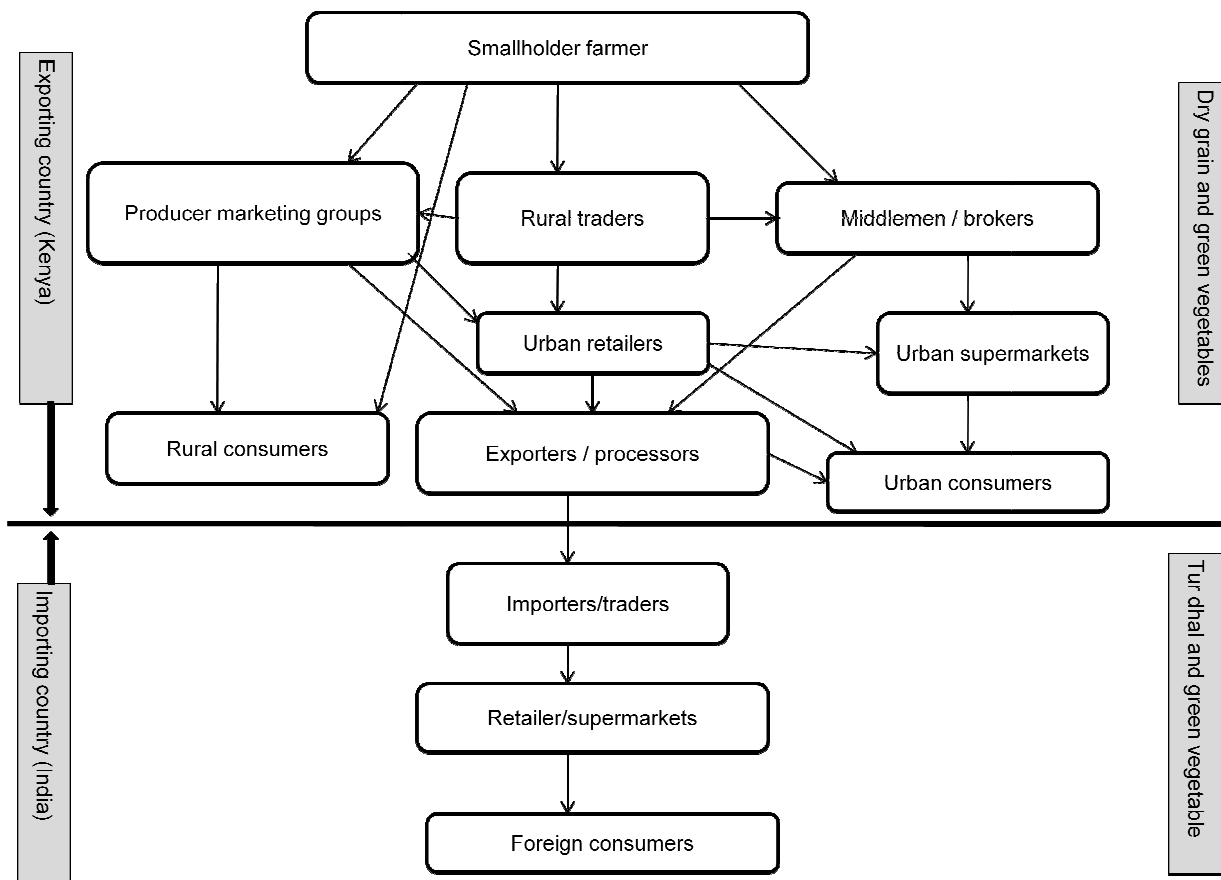 Smallholder farmer
Exporting country (Kenya)
Dry grain and green vegetables
Producer marketing groups
Rural traders
Middlemen / brokers
Urban retailers
Urban supermarkets
Rural consumers
Exporters / processors
Urban consumers
Importing country (India)
Tur dhal and green vegetable
Importers/traders
Retailer/supermarkets
Foreign consumers